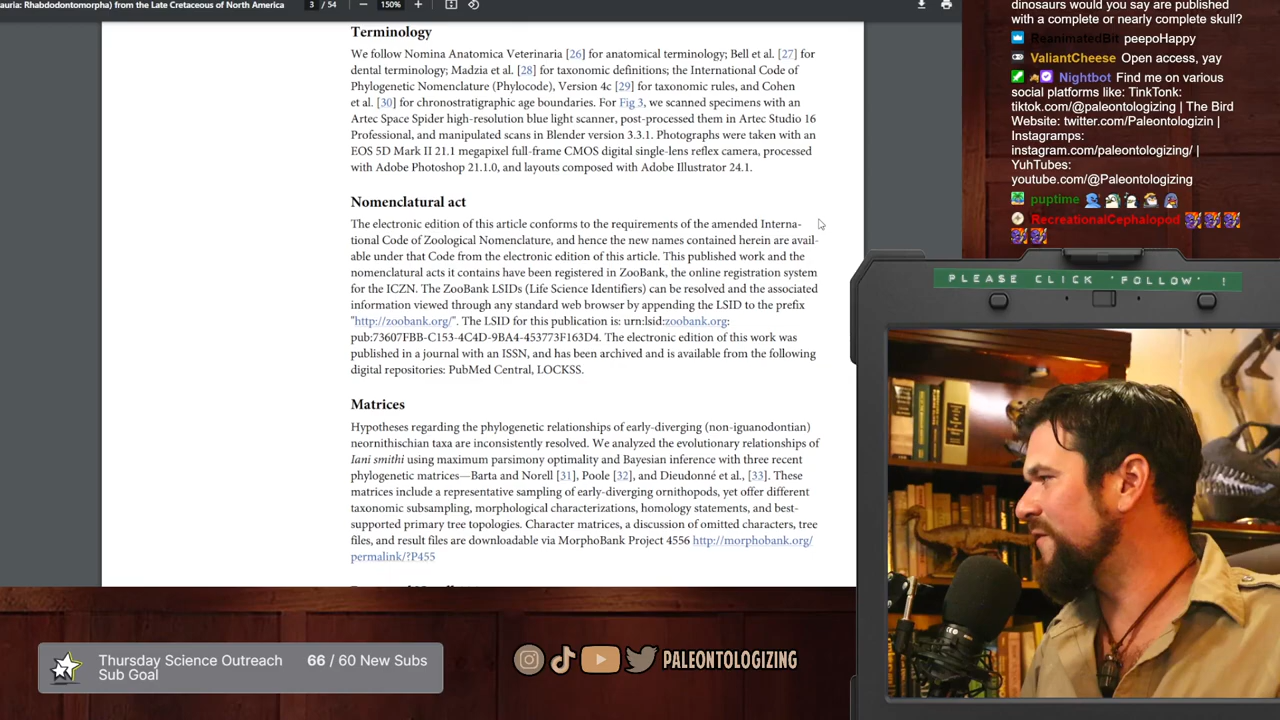 auria: Rhabdodontomorpha) from the Late Cretaceous of North America
3 / 54
150%
Terminology
We follow Nomina Anatomica Veterinaria [26] for anatomical terminology; Bell et al. [27] for
dental terminology; Madzia et al. [28] for taxonomic definitions; the International Code of
Phylogenetic Nomenclature (Phylocode), Version 4c [29] for taxonomic rules, and Cohen
et al. [30] for chronostratigraphic age boundaries. For Fig 3, we scanned specimens with an
Artec Space Spider high-resolution blue light scanner, post-processed them in Artec Studio 16
Professional, and manipulated scans in Blender version 3.3.1. Photographs were taken with an
EOS 5D Mark II 21.1 megapixel full-frame CMOS digital single-lens reflex camera, processed
with Adobe Photoshop 21.1.0, and layouts composed with Adobe Illustrator 24.1.
Nomenclatural act
The electronic edition of this article conforms to the requirements of the amended Interna-
tional Code of Zoological Nomenclature, and hence the new names contained herein are avail-
able under that Code from the electronic edition of this article. This published work and the
nomenclatural acts it contains have been registered in ZooBank, the online registration system
for the ICZN. The ZooBank LSIDs (Life Science Identifiers) can be resolved and the associated
information viewed through any standard web browser by appending the LSID to the prefix
"http://zoobank.org/". The LSID for this publication is: urn:lsid:zoobank.org:
pub:73607FBB-C153-4C4D-9BA4-453773F163D4. The electronic edition of this work was
published in a journal with an ISSN, and has been archived and is available from the following
digital repositories: PubMed Central, LOCKSS.
Matrices
Hypotheses regarding the phylogenetic relationships of early-diverging (non-iguanodontian)
neornithischian taxa are inconsistently resolved. We analyzed the evolutionary relationships of
Iani smithi using maximum parsimony optimality and Bayesian inference with three recent
phylogenetic matrices—Barta and Norell [31], Poole [32], and Dieudonné et al., [33]. These
matrices include a representative sampling of early-diverging ornithopods, yet offer different
taxonomic subsampling, morphological characterizations, homology statements, and best-
supported primary tree topologies. Character matrices, a discussion of omitted characters, tree
files, and result files are downloadable via MorphoBank Project 4556 http://morphobank.org/
permalink/?P455
dinosaurs would you say are published
with a complete or nearly complete skull?
ReanimatedBit peepoHappy
ValiantCheese Open access, yay
Nightbot Find me on various
social platforms like: TinkTonk:
tiktok.com/@paleontologizing | The Bird
Website: twitter.com/Paleontologizin |
Instagramps:
instagram.com/paleontologizing/ |
YuhTubes:
youtube.com/@Paleontologizing
puptime
RecreationalCephalopod
PLEASE CLICK 'FOLLOW' !
Thursday Science Outreach
Sub Goal
66 / 60 New Subs
PALEONTOLOGIZING